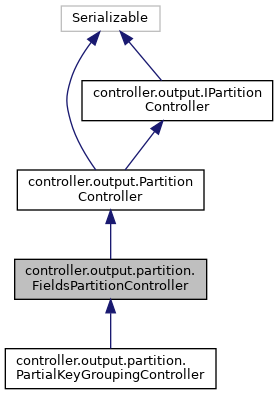 Serializable
controller.output.IPartition
Controller
controller.output.Partition
Controller
controller.output.partition.
FieldsPartitionController
controller.output.partition.
PartialKeyGroupingController